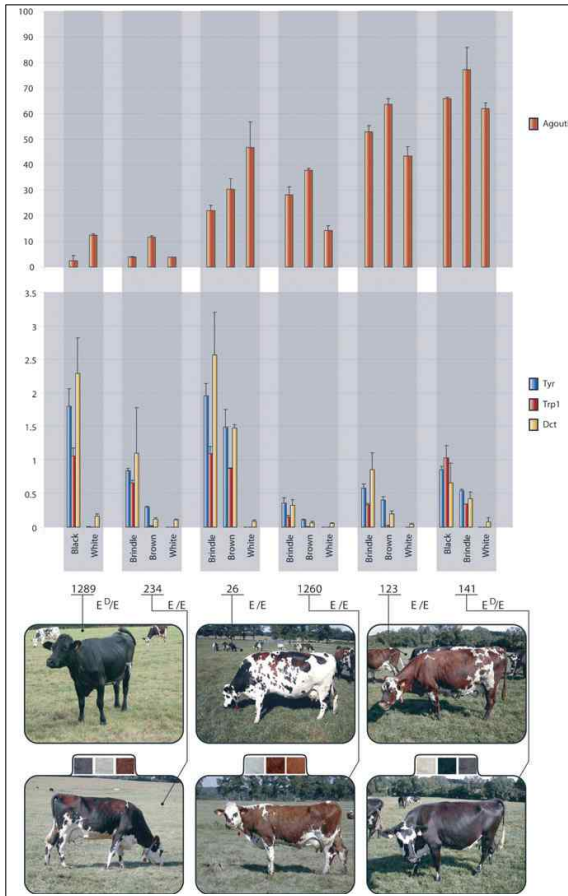 100
90
80
70
60
50
40
30
20
10
0
Agouti
3.5
3
2.5
2
1.5
1
0.5
0
Tyr
Trp1
Dct
Black
White
Brindle
Brown
White
Brindle
Brown
White
Brindle
Brown
White
Brindle
Brown
White
Black
Brindle
White
1289 234 26 1260 123 141
E D/E E/E E/E E/E E/E E D/E